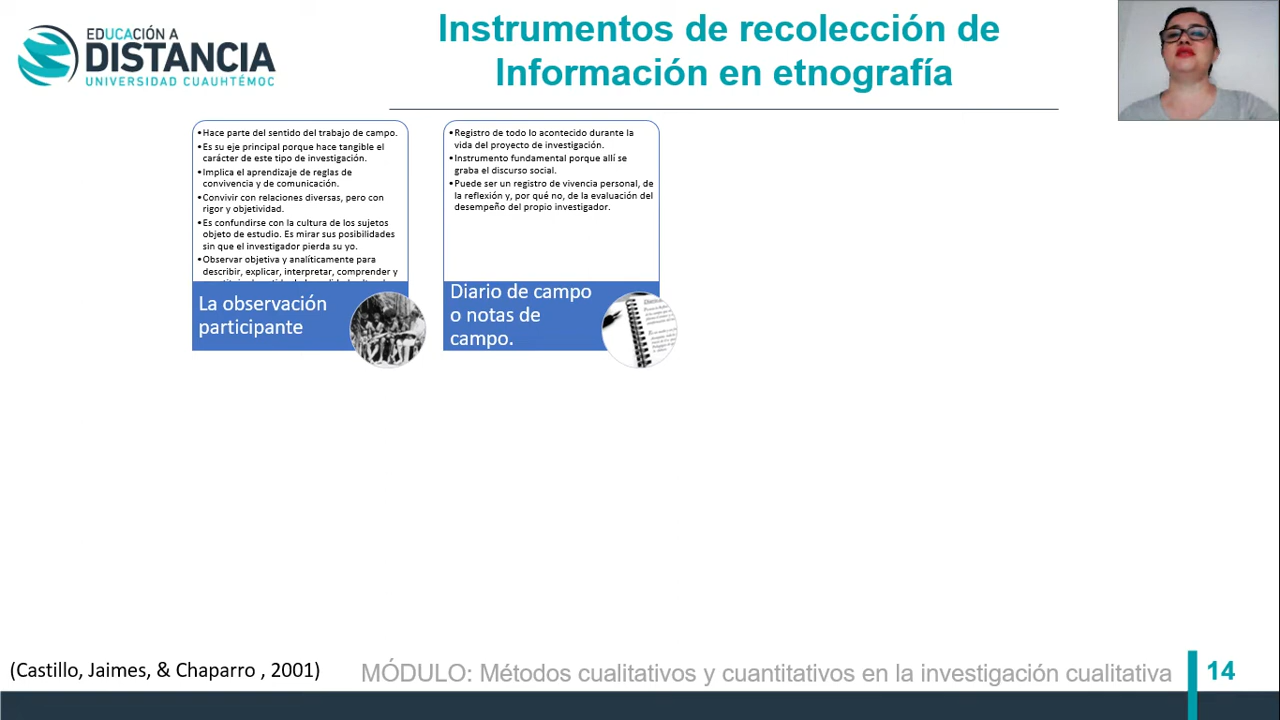 EDUCACIÓN A
DISTANCIA
UNIVERSIDAD CUAUHTÉMOC
Instrumentos de recolección de
Información en etnografía
•Hace parte del sentido del trabajo de campo.
•Es su eje principal porque hace tangible el
carácter de este tipo de investigación.
•Implica el aprendizaje de reglas de
convivencia y de comunicación.
•Convivir con relaciones diversas, pero con
rigor y objetividad.
•Es confundirse con la cultura de los sujetos
objeto de estudio. Es mirar sus posibilidades
sin que el investigador pierda su yo.
•Observar objetiva y analíticamente para
describir, explicar, interpretar, comprender y
La observación
participante
•Registro de todo lo acontecido durante la
vida del proyecto de investigación.
•Instrumento fundamental porque allí se
graba el discurso social.
•Puede ser un registro de vivencia personal, de
la reflexión y, por qué no, de la evaluación del
desempeño del propio investigador.
Diario de campo
o notas de
campo.
(Castillo, Jaimes, & Chaparro , 2001)
MÓDULO: Métodos cualitativos y cuantitativos en la investigación cualitativa
14